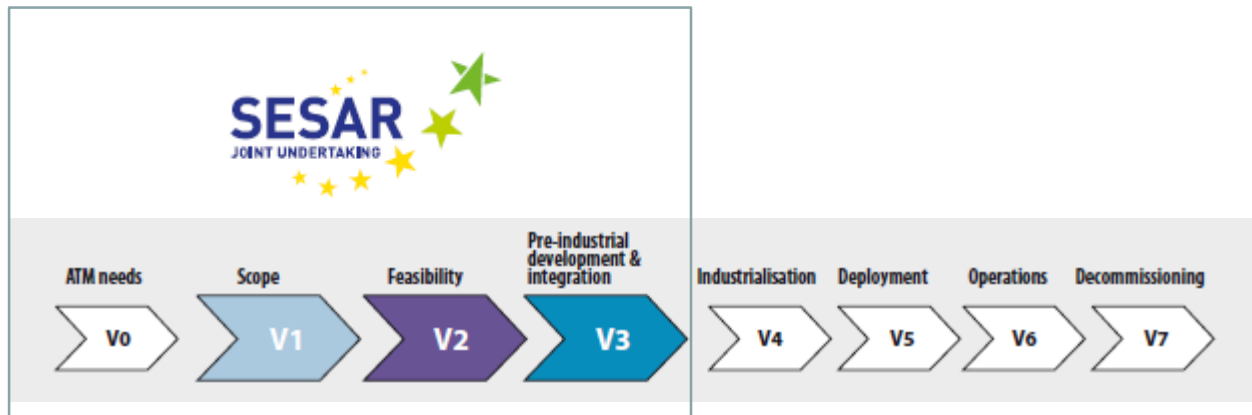 SESAR
JOINT UNDERTAKING
ATM needs
Scope
Feasibility
Pre-industrial
development &
integration
Industrialisation
Deployment
Operations
Decommissioning
V0
V1
V2
V3
V4
V5
V6
V7